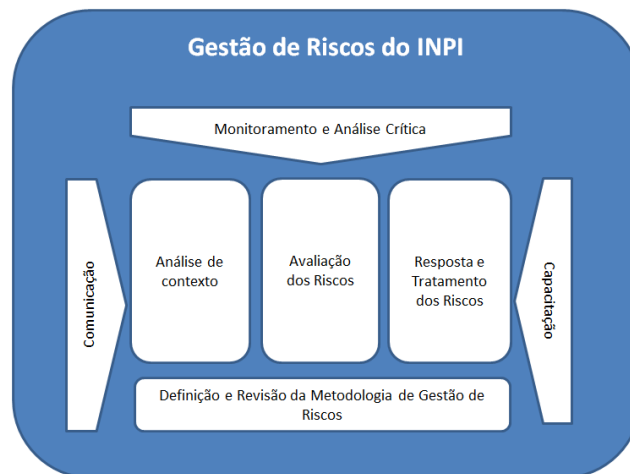 Gestão de Riscos do INPI
Monitoramento e Análise Crítica
Comunicação
Análise de
contexto
Avaliação
dos Riscos
Resposta e
Tratamento
dos Riscos
Capacitação
Definição e Revisão da Metodologia de Gestão de
Riscos